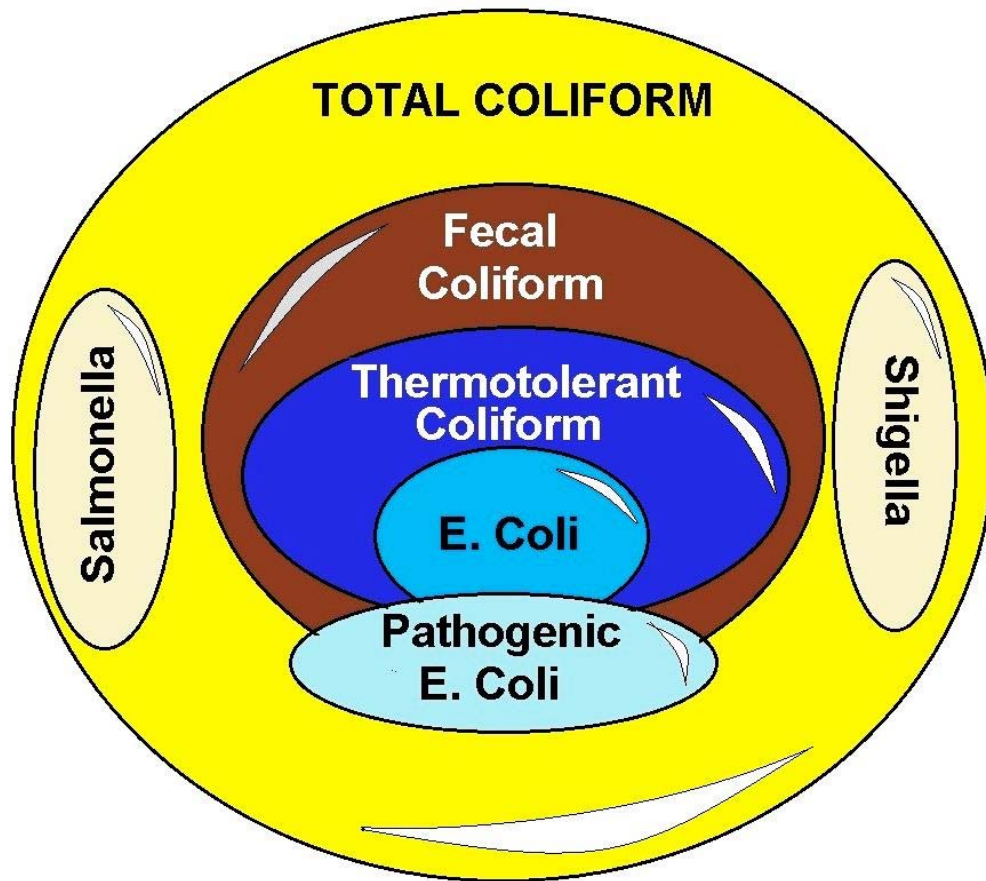 TOTAL COLIFORM
Fecal
Coliform
Thermotolerant
Coliform
Salmonella
Shigella
E. Coli
Pathogenic
E. Coli